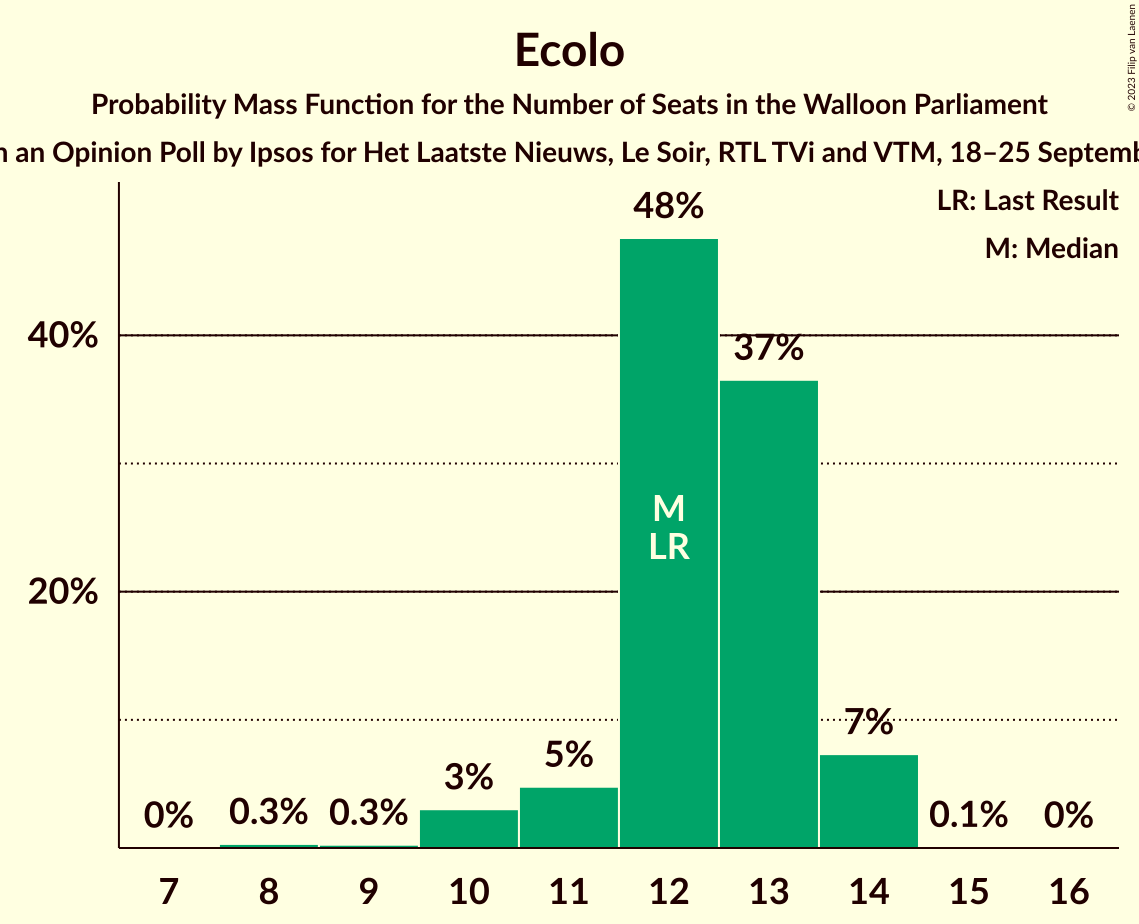 Ecolo
Probability Mass Function for the Number of Seats in the Walloon Parliament
an Opinion Poll by Ipsos for Het Laatste Nieuws, Le Soir, RTL TVi and VTM, 18–25
© 2023 Filip van Laenen
LR: Last Result
M: Median
48%
40%
37%
M
LR
20%
7%
5%
3%
0%
0.3%
0.3%
0.1%
0%
7
8
9
10
11
12
13
14
15
16